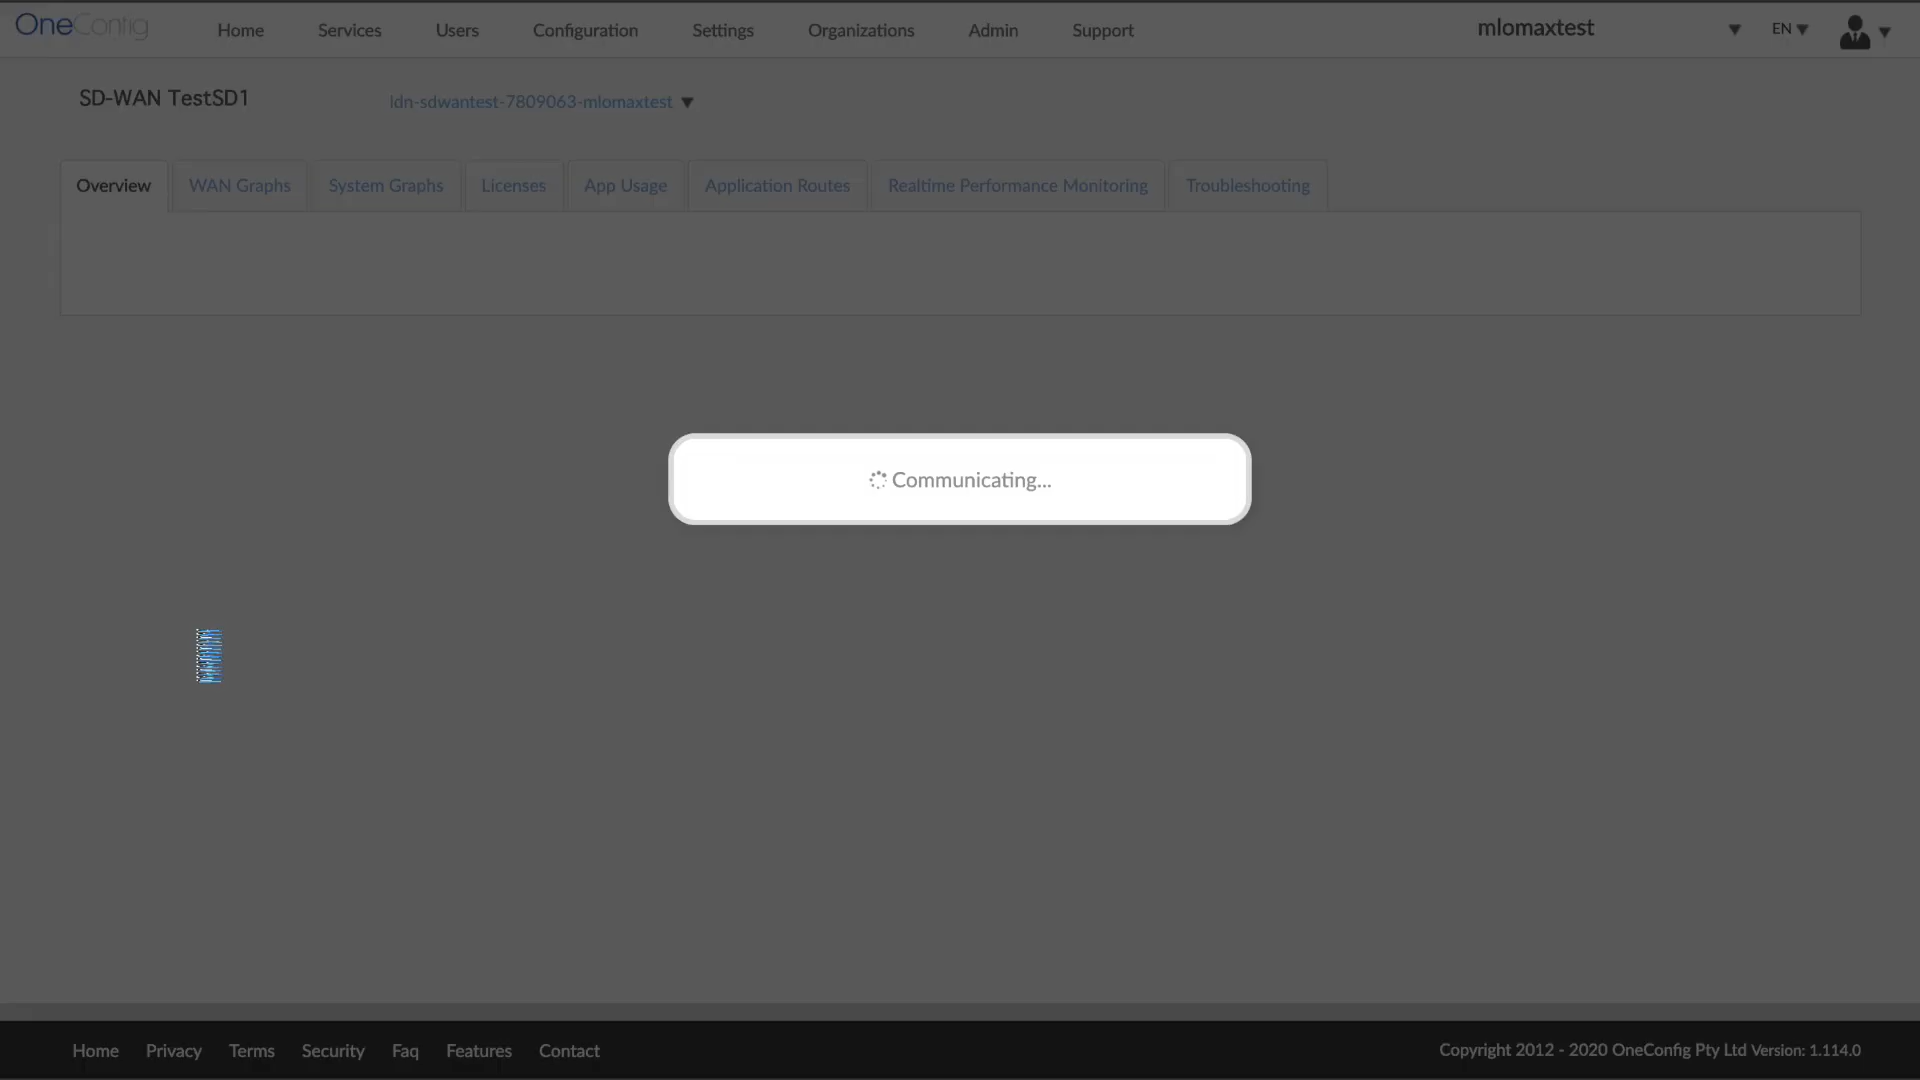 OneConfig Home Services Users Configuration Settings Organizations Admin Support mlomaxtest EN
SD-WAN TestSD1 ldn-sdwantest-7809063-mlomaxtest
Overview WAN Graphs System Graphs Licenses App Usage Application Routes Realtime Performance Monitoring Troubleshooting
Communicating...
Home Privacy Terms Security Faq Features Contact Copyright 2012 - 2020 OneConfig Pty Ltd Version: 1.114.0